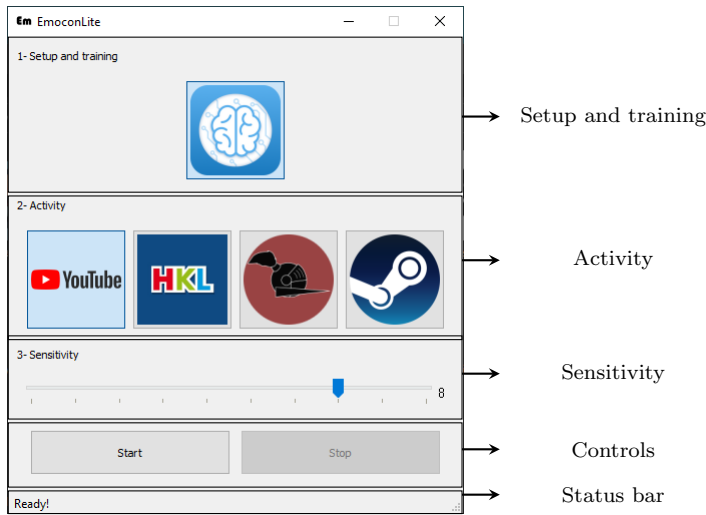 Em EmoconLite
1- Setup and training
Setup and training
2- Activity
YouTube
HKL
Activity
3- Sensitivity
8
Sensitivity
Start
Stop
Controls
Ready!
Status bar